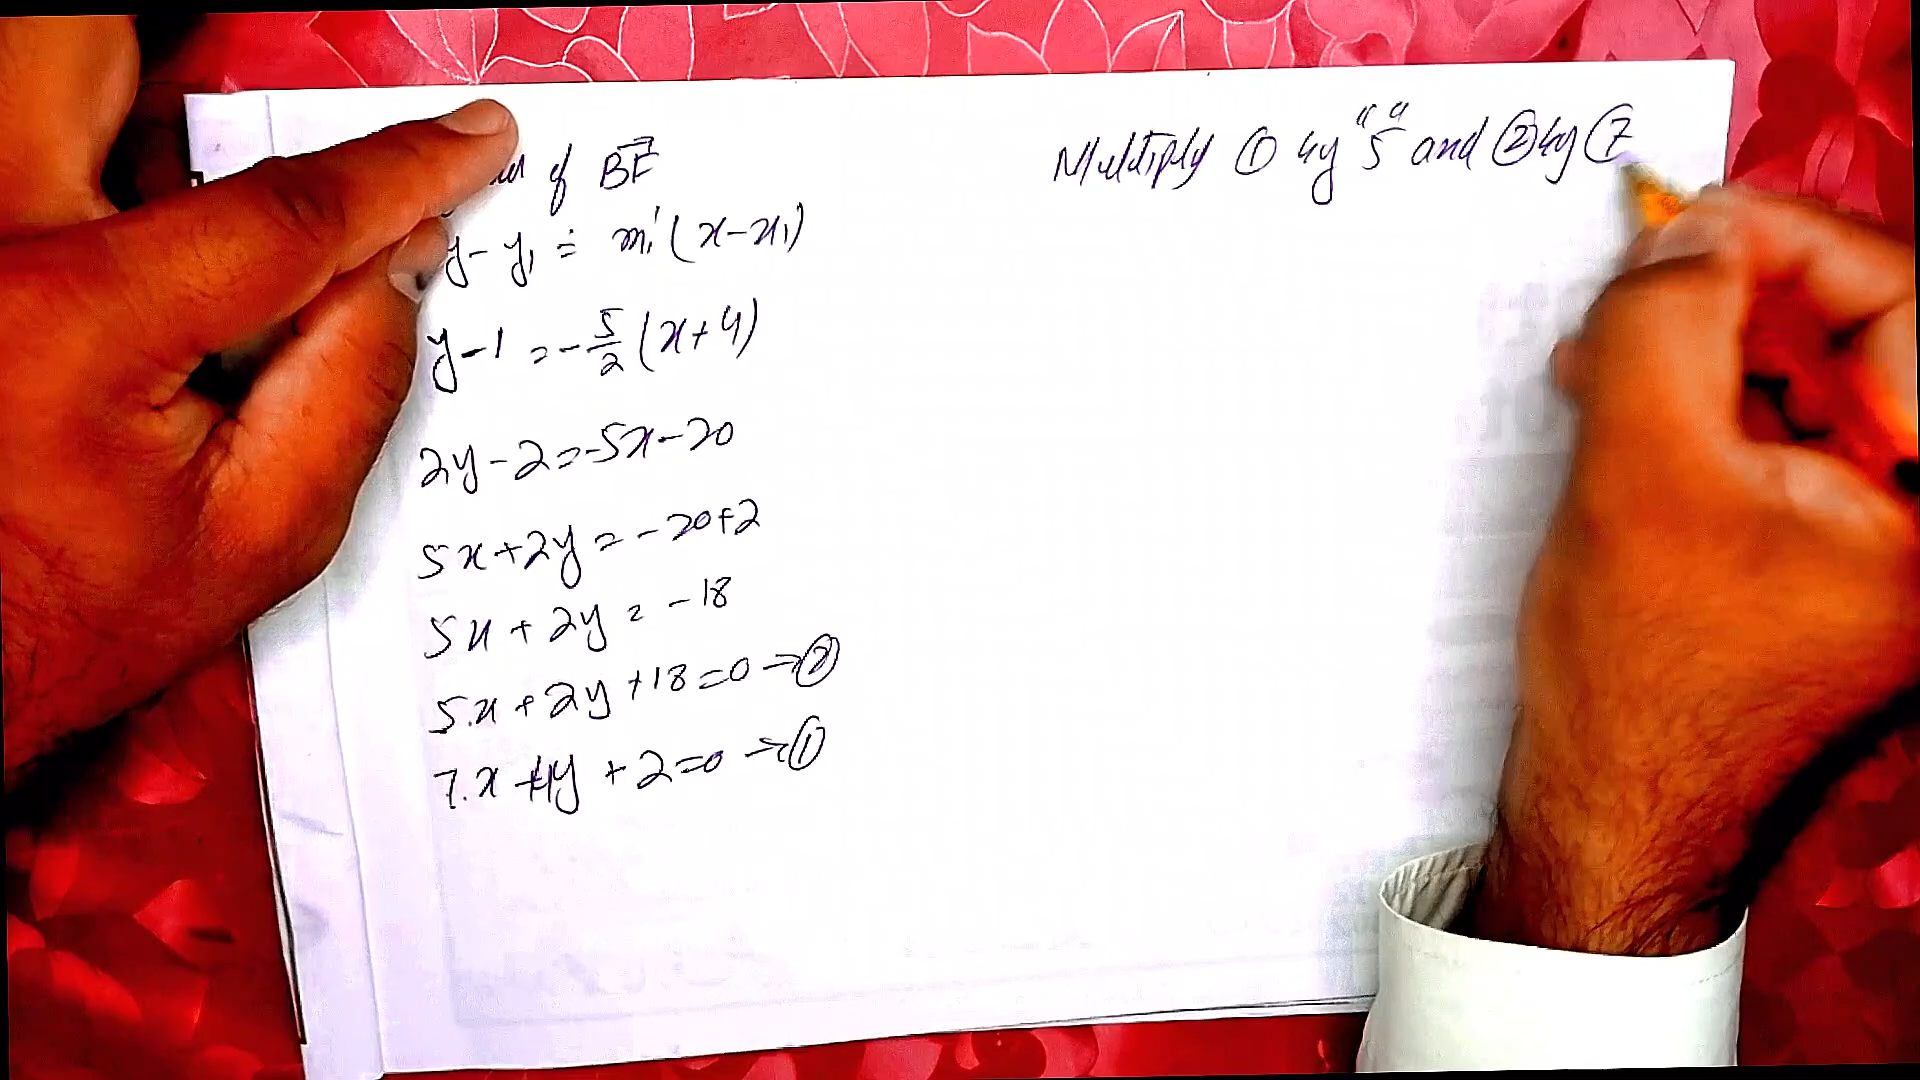 of BF
y - y₁ = m₁'(x - x₁)
y - 1 = -5/2 (x + 4)
2y - 2 = -5x - 20
5x + 2y = -20 + 2
5x + 2y = -18
5x + 2y + 18 = 0 → ②
7x + 4y + 2 = 0 → ①
Multiply ① by "5" and ② by ⑦